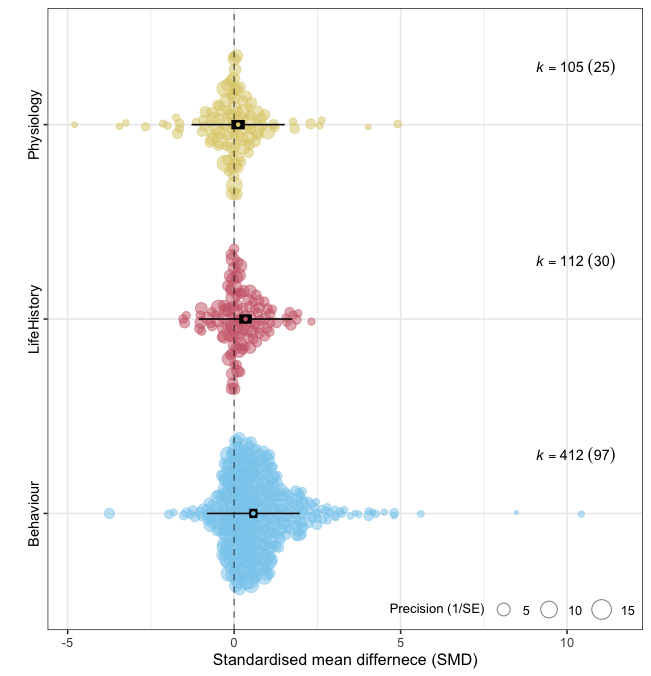 Physiology
k = 105 (25)
LifeHistory
k = 112 (30)
Behaviour
k = 412 (97)
Precision (1/SE) 5 10 15
-5 0 5 10
Standardised mean differnece (SMD)